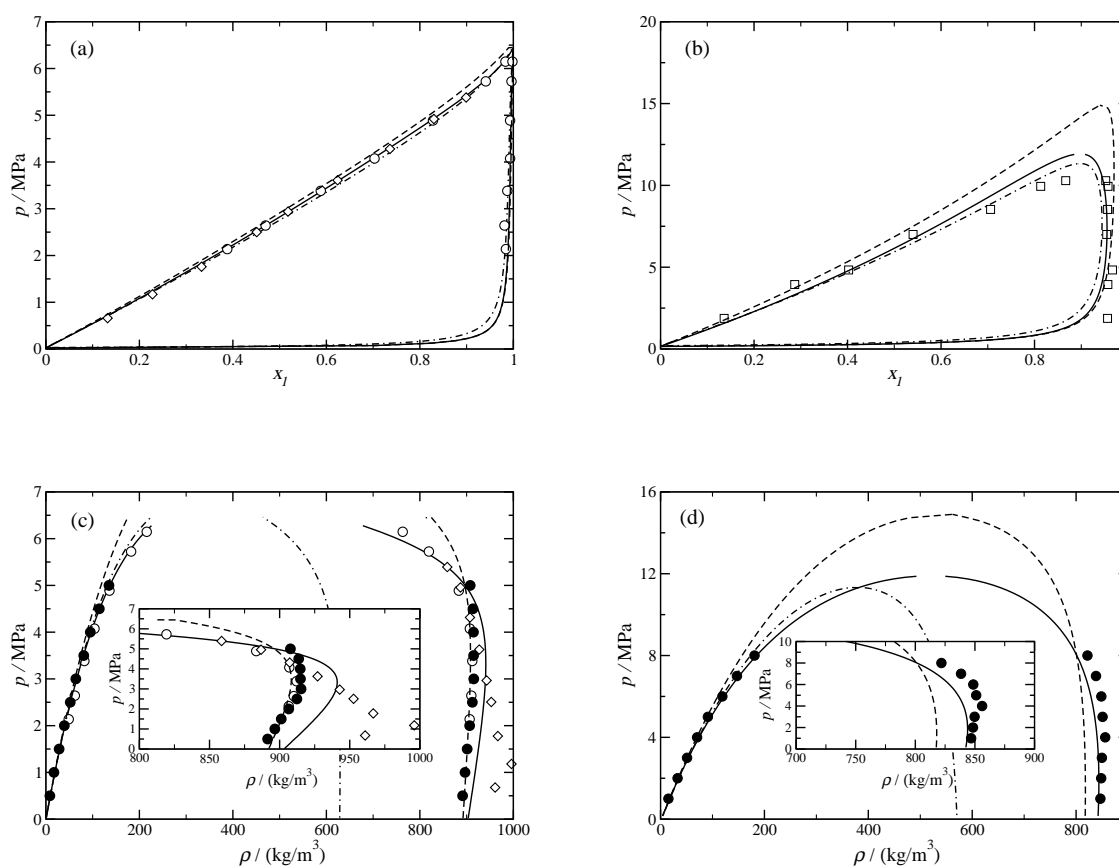 7
6
5
4
3
2
1
0
p / MPa
(a)
0 0.2 0.4 0.6 0.8 1
x1
20
15
10
5
0
p / MPa
(b)
0 0.2 0.4 0.6 0.8
x1
7
6
5
4
3
2
1
0
p / MPa
(c)
7
6
5
4
3
2
1
0
p / MPa
800 850 900 950 1000
ρ / (kg/m³)
0 200 400 600 800 1000
ρ / (kg/m³)
16
12
8
4
0
p / MPa
(d)
10
8
6
4
2
0
p / MPa
700 750 800 850 900
ρ / (kg/m³)
0 200 400 600 800
ρ / (kg/m³)